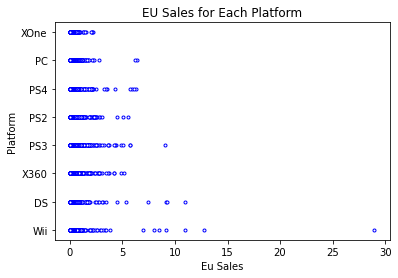 EU Sales for Each Platform
XOne
PC
PS4
PS2
PS3
X360
DS
Wii
Platform
0 5 10 15 20 25 30
Eu Sales